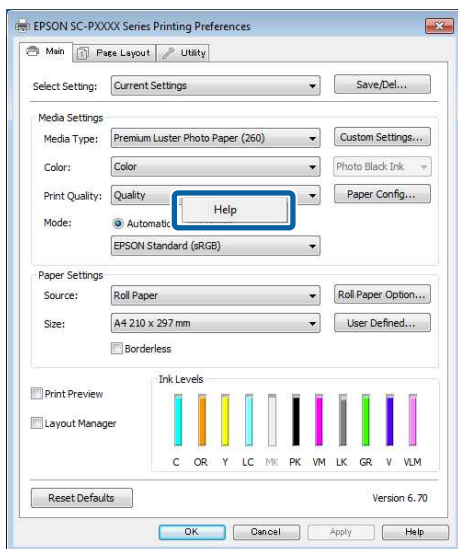 EPSON SC-PXXXX Series Printing Preferences
Main Page Layout Utility
Select Setting: Current Settings Save/Del...
Media Settings
Media Type: Premium Luster Photo Paper (260) Custom Settings...
Color: Color Photo Black Ink
Print Quality: Quality Paper Config...
Help
Mode: Automatic
EPSON Standard (sRGB)
Paper Settings
Source: Roll Paper Roll Paper Option...
Size: A4 210 x 297 mm User Defined...
Borderless
Print Preview
Layout Manager
Ink Levels
C OR Y LC MK PK VM LK GR V VLM
Reset Defaults Version 6.70
OK Cancel Apply Help